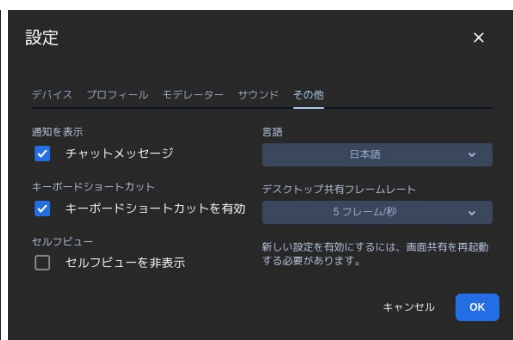 設定
デバイス プロフィール モデレーター サウンド その他
通知を表示
チャットメッセージ
キーボードショートカット
キーボードショートカットを有効
セルフビュー
セルフビューを非表示
言語
日本語
デスクトップ共有フレームレート
5 フレーム/秒
新しい設定を有効にするには、画面共有を再起動
する必要があります。
キャンセル OK